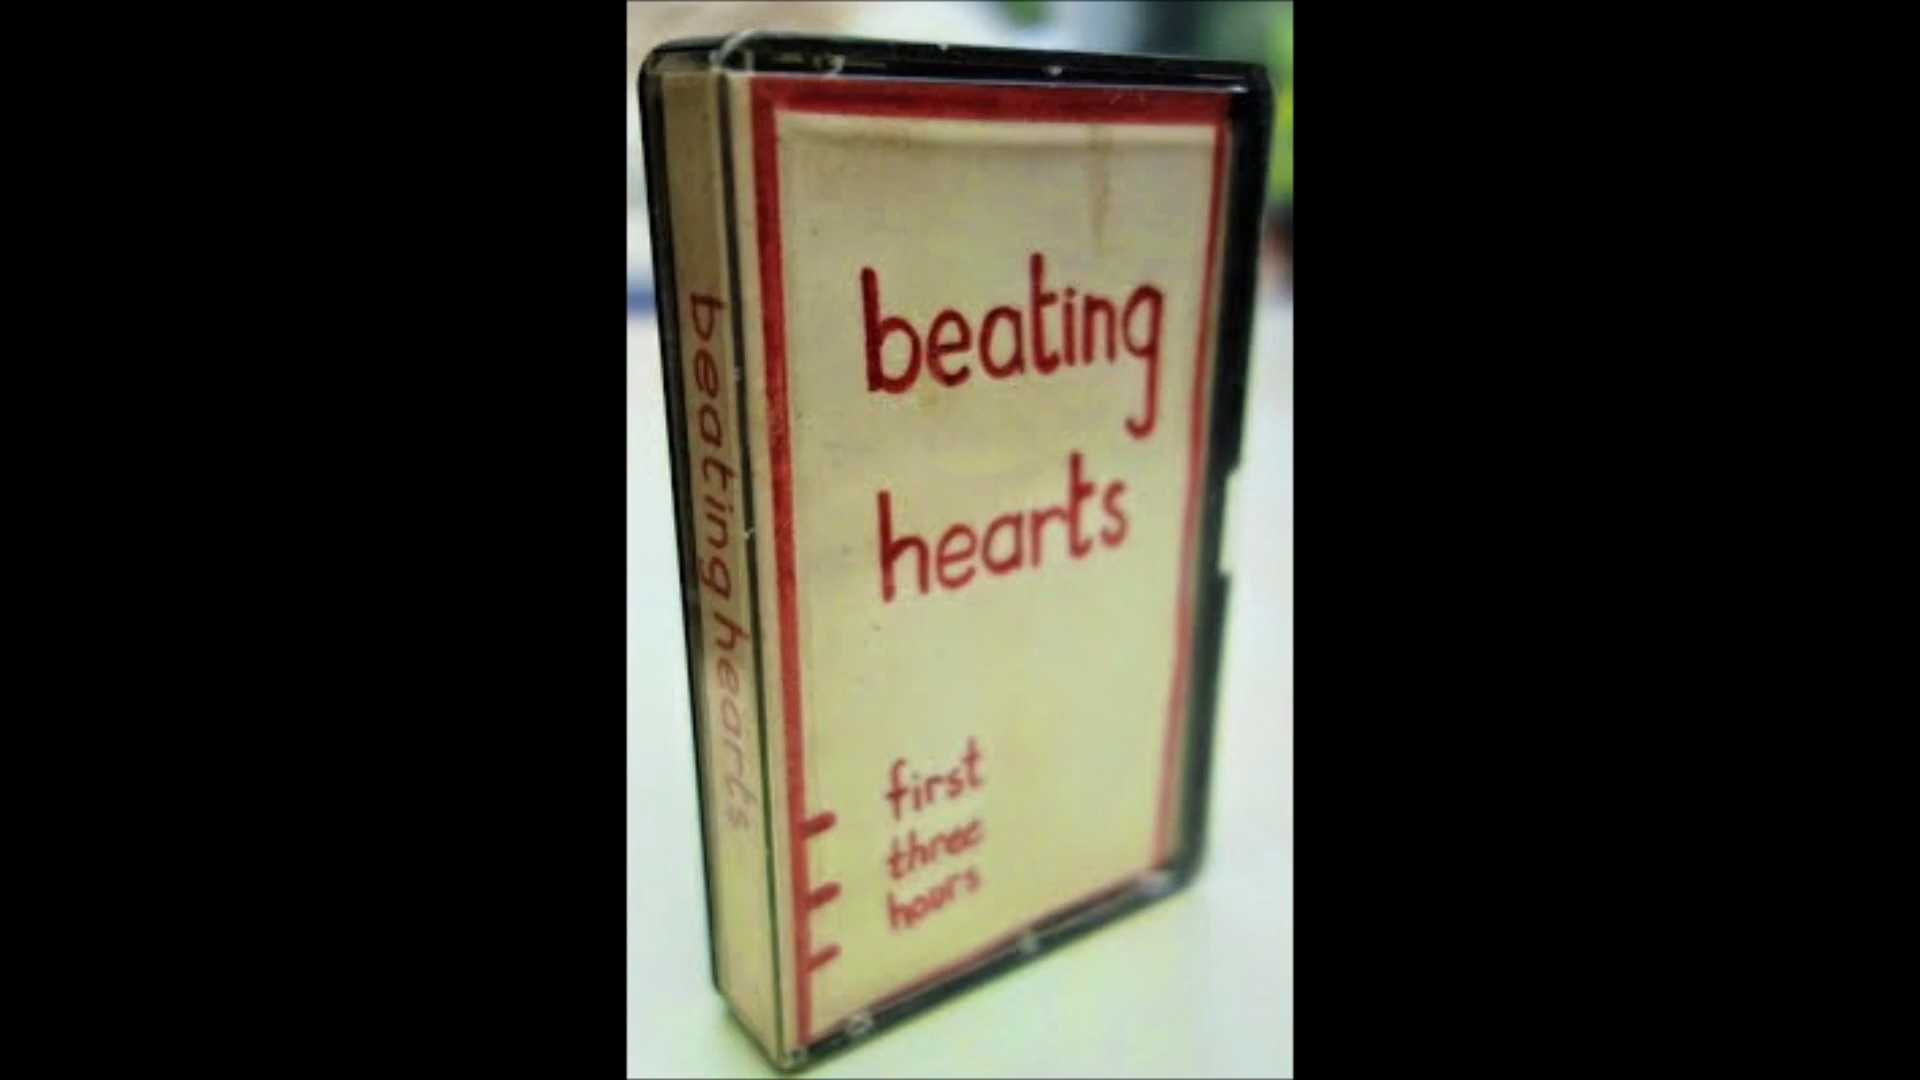 beating hearts
beating
hearts
first
three
hours